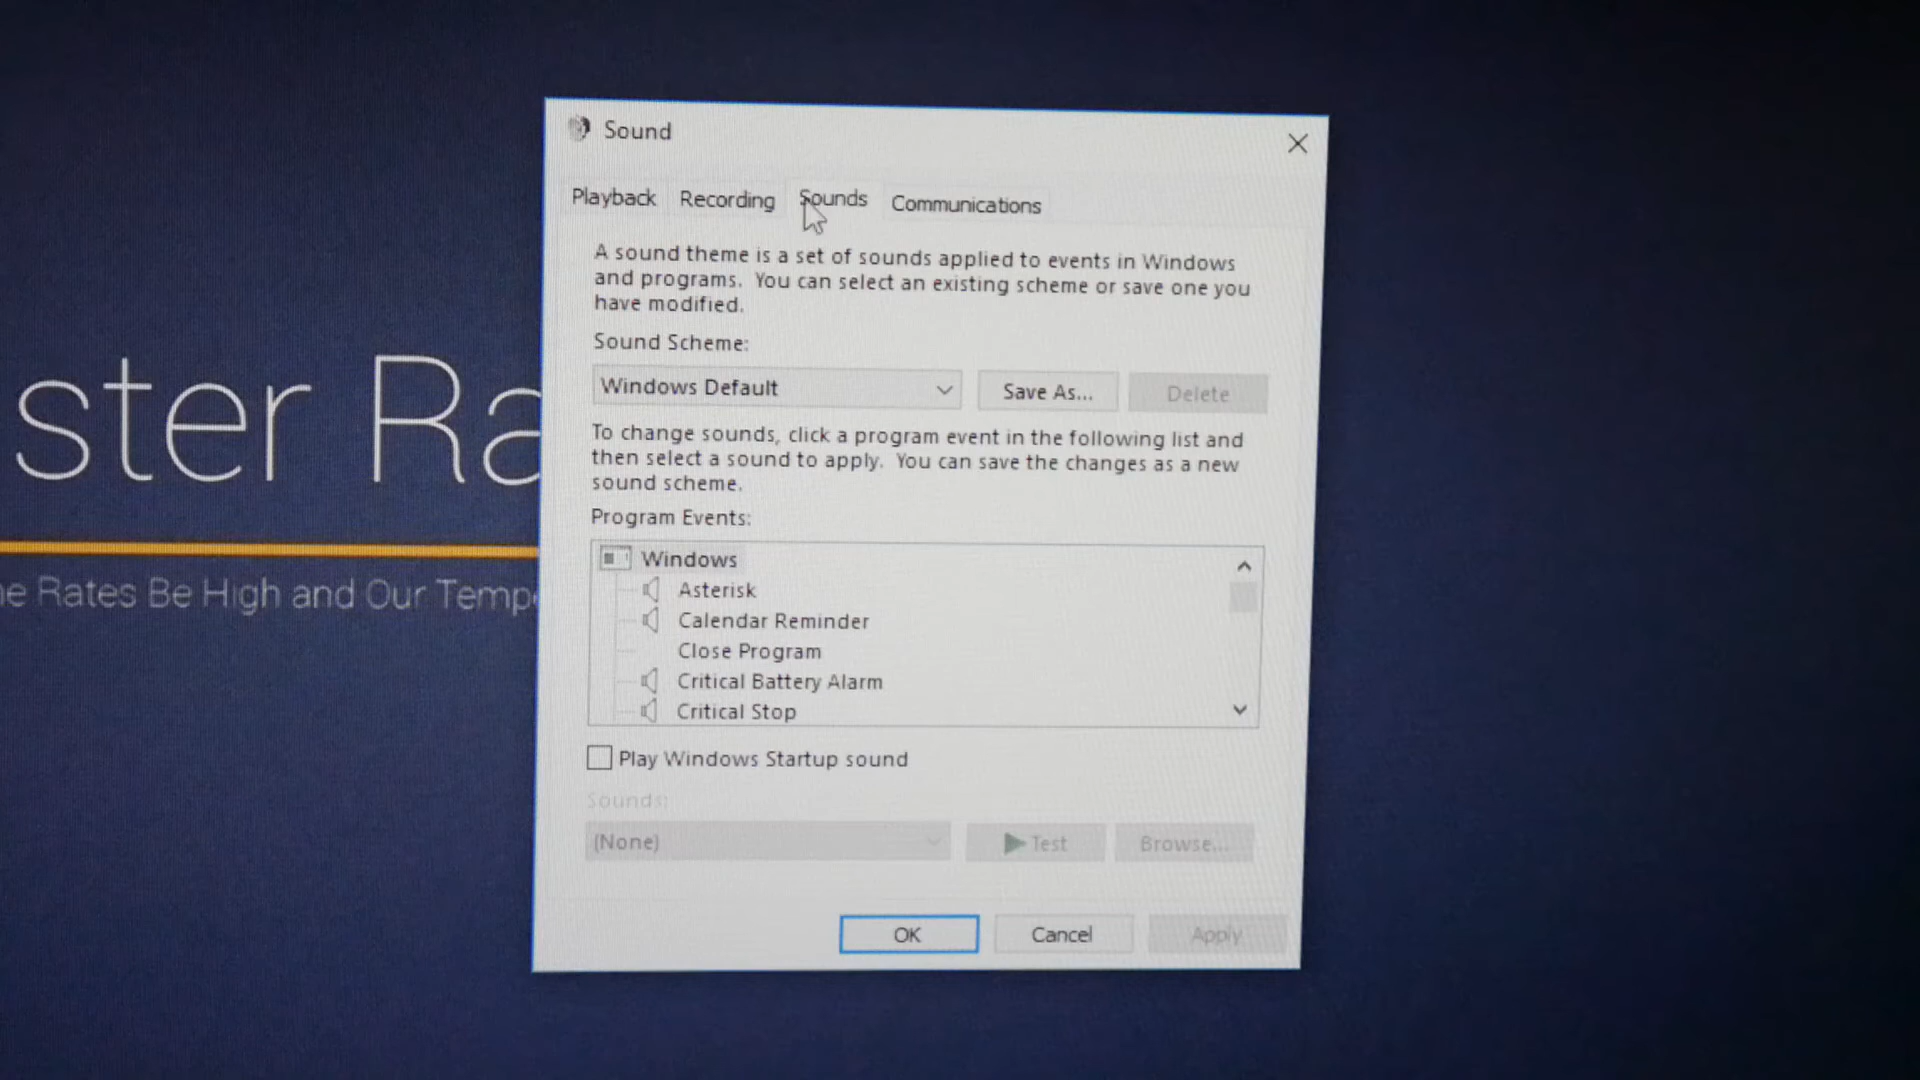 Sound
Playback Recording Sounds Communications
A sound theme is a set of sounds applied to events in Windows
and programs. You can select an existing scheme or save one you
have modified.
Sound Scheme:
Windows Default Save As... Delete
To change sounds, click a program event in the following list and
then select a sound to apply. You can save the changes as a new
sound scheme.
Program Events:
Windows
Asterisk
Calendar Reminder
Close Program
Critical Battery Alarm
Critical Stop
Play Windows Startup sound
Sounds:
(None) Test Browse...
OK Cancel Apply
ster Ra
e Rates Be High and Our Temp